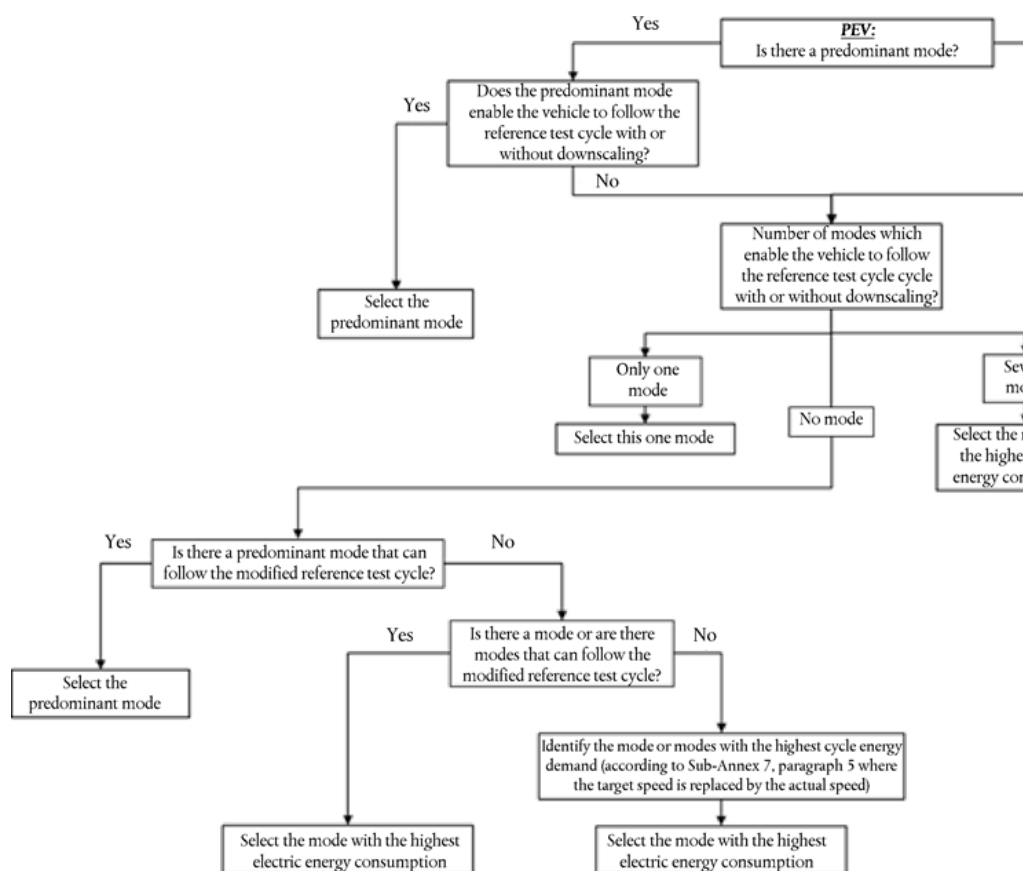 Yes
PEV:
Is there a predominant mode?
Does the predominant mode
enable the vehicle to follow the
reference test cycle with or
without downscaling?
Yes
No
Number of modes which
enable the vehicle to follow
the reference test cycle cycle
with or without downscaling?
Select the
predominant mode
Only one
mode
No mode
Select this one mode
Select the
the
energy
Is there a predominant mode that can
follow the modified reference test cycle?
Yes
No
Select the
predominant mode
Is there a mode or are there
modes that can follow the
modified reference test cycle?
Yes
No
Identify the mode or modes with the highest cycle energy
demand (according to Sub-Annex 7, paragraph 5 where
the target speed is replaced by the actual speed)
Select the mode with the highest
electric energy consumption
Select the mode with the highest
electric energy consumption